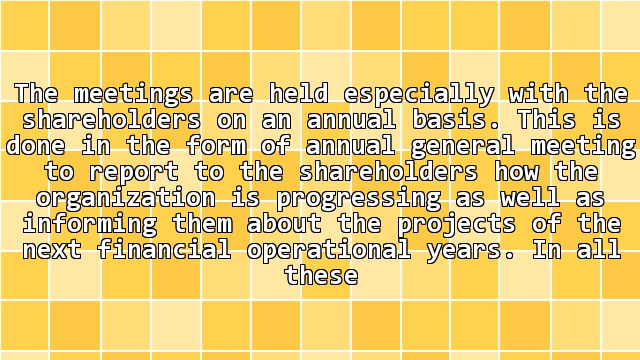 The meetings are held especially with the
shareholders on an annual basis. This is
done in the form of annual general meeting
to report to the shareholders how the
organization is progressing as well as
informing them about the projects of the
next financial operational years. In all
these